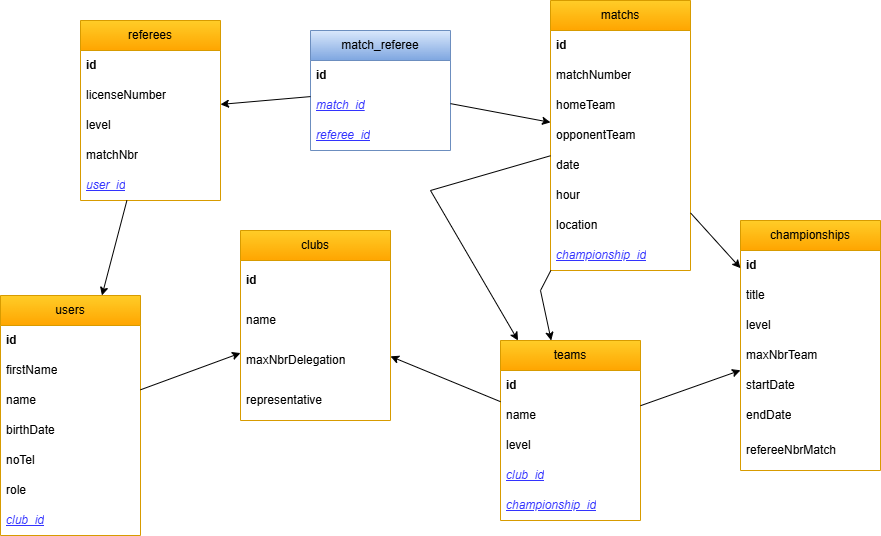 referees
id
licenseNumber
level
matchNbr
user_id
match_referee
id
match_id
referee_id
matchs
id
matchNumber
homeTeam
opponentTeam
date
hour
location
championship_id
clubs
id
name
maxNbrDelegation
representative
championships
id
title
level
maxNbrTeam
startDate
endDate
refereeNbrMatch
users
id
firstName
name
birthDate
noTel
role
club_id
teams
id
name
level
club_id
championship_id